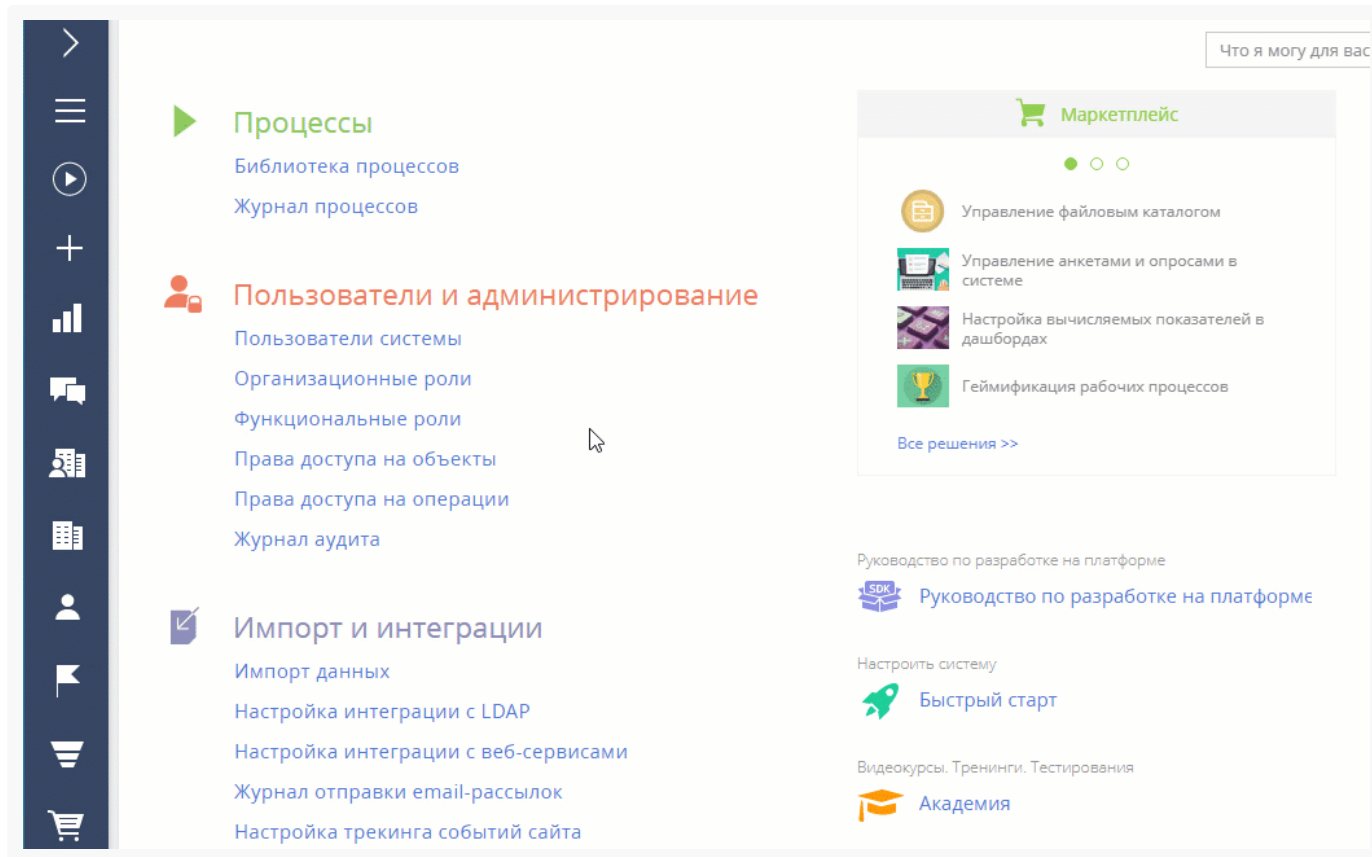 Что я могу для вас
Процессы
Библиотека процессов
Журнал процессов
Пользователи и администрирование
Пользователи системы
Организационные роли
Функциональные роли
Права доступа на объекты
Права доступа на операции
Журнал аудита
Импорт и интеграции
Импорт данных
Настройка интеграции с LDAP
Настройка интеграции с веб-сервисами
Журнал отправки email-рассылок
Настройка трекинга событий сайта
Маркетплейс
Управление файловым каталогом
Управление анкетами и опросами в
системе
Настройка вычисляемых показателей в
дашбордах
Геймификация рабочих процессов
Все решения >>
Руководство по разработке на платформе
SDK
Руководство по разработке на платформе
Настроить систему
Быстрый старт
Видеокурсы. Тренинги. Тестирования
Академия